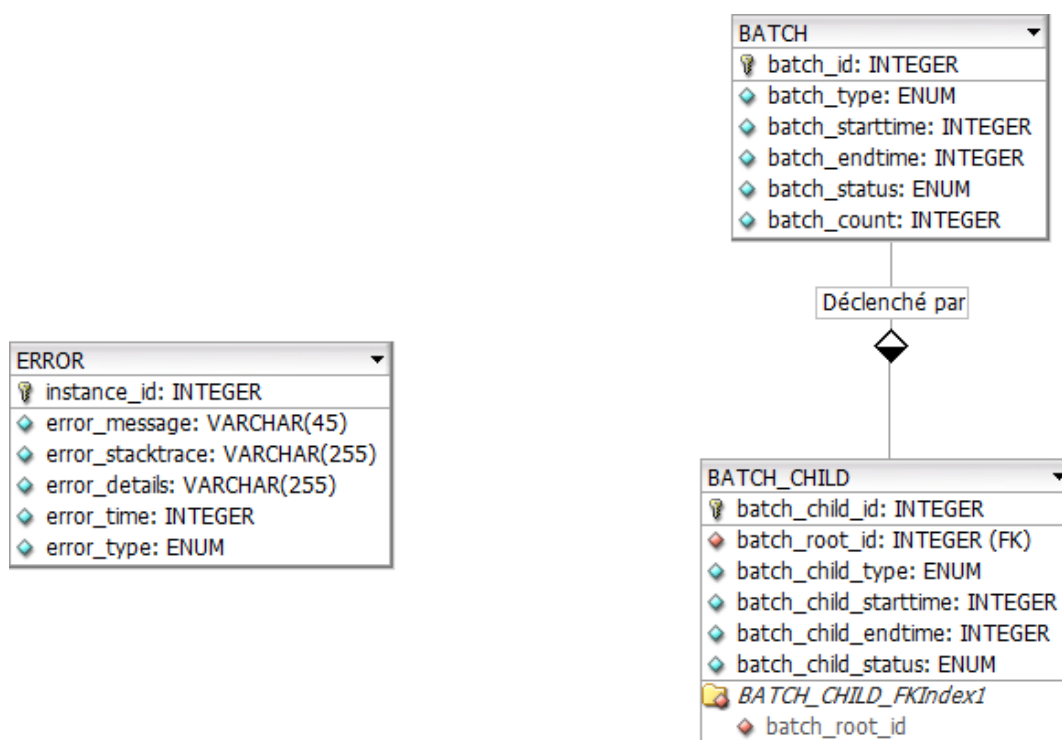 BATCH
batch_id: INTEGER
batch_type: ENUM
batch_starttime: INTEGER
batch_endtime: INTEGER
batch_status: ENUM
batch_count: INTEGER
Déclenché par
ERROR
instance_id: INTEGER
error_message: VARCHAR(45)
error_stacktrace: VARCHAR(255)
error_details: VARCHAR(255)
error_time: INTEGER
error_type: ENUM
BATCH_CHILD
batch_child_id: INTEGER
batch_root_id: INTEGER (FK)
batch_child_type: ENUM
batch_child_starttime: INTEGER
batch_child_endtime: INTEGER
batch_child_status: ENUM
BATCH_CHILD_FKIndex1
batch_root_id